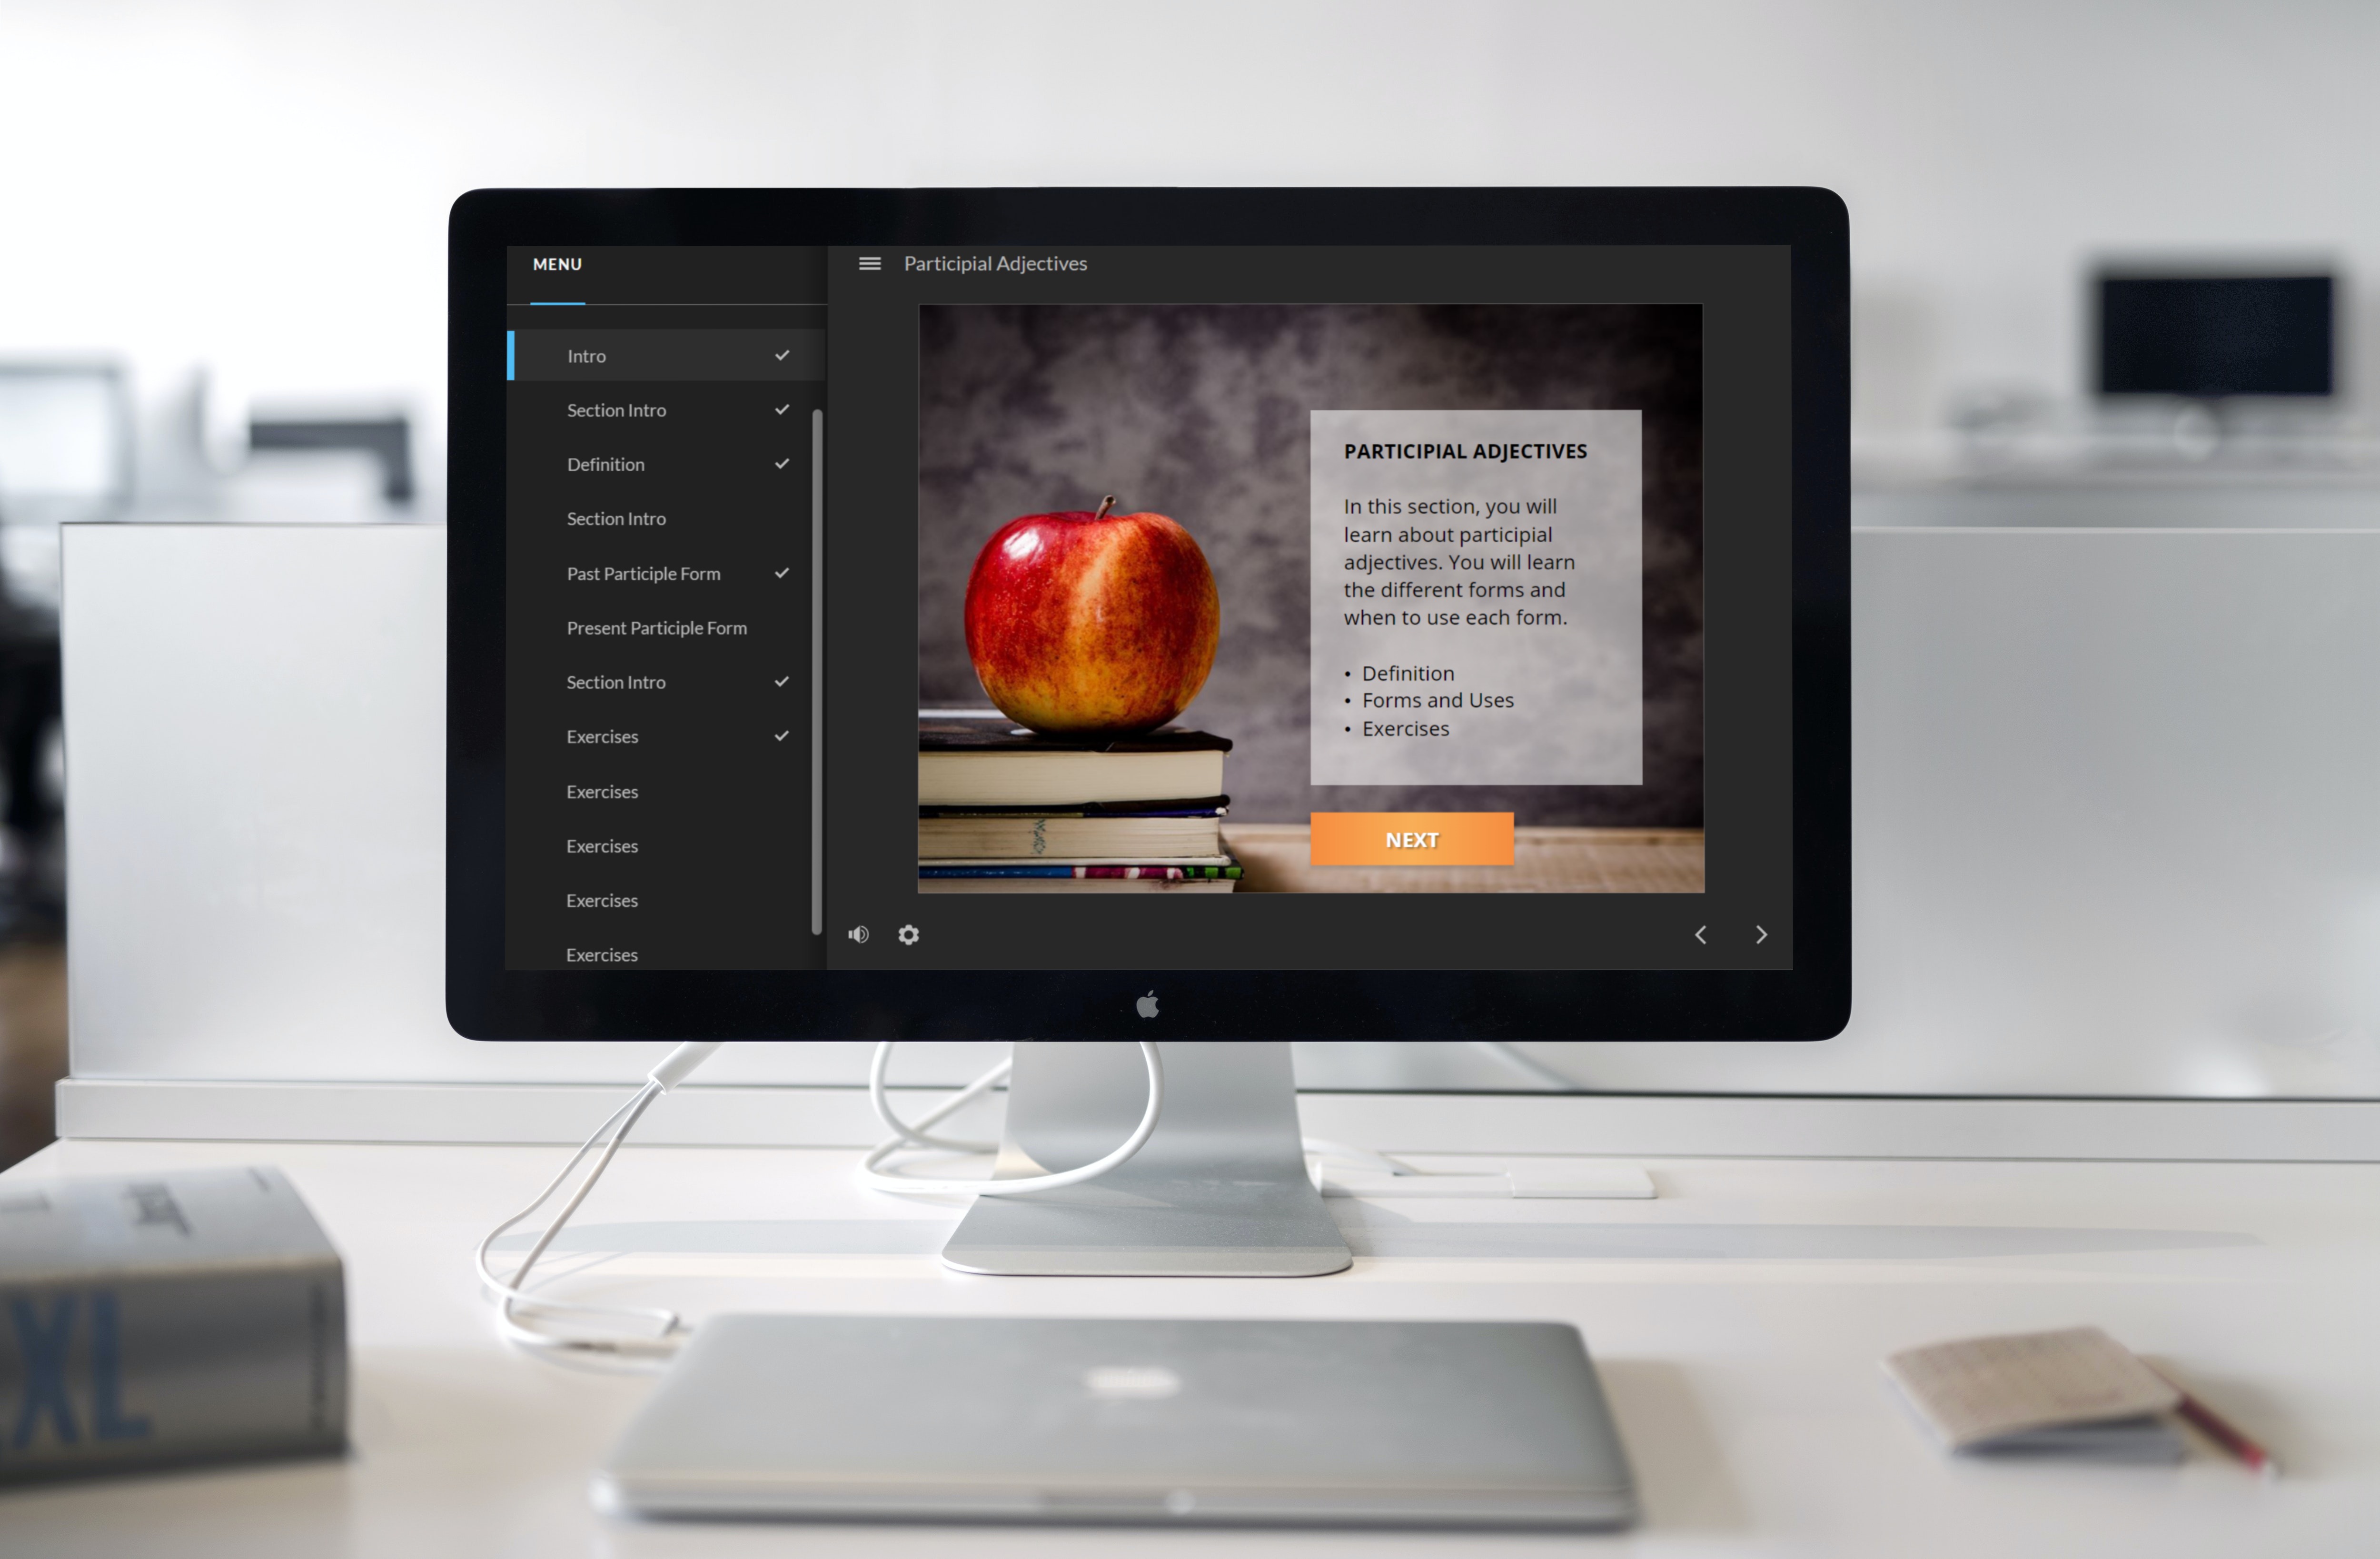 MENU
Participial Adjectives
Intro
Section Intro
Definition
Section Intro
Past Participle Form
Present Participle Form
Section Intro
Exercises
Exercises
Exercises
Exercises
Exercises
PARTICIPIAL ADJECTIVES
In this section, you will
learn about participial
adjectives. You will learn
the different forms and
when to use each form.
• Definition
• Forms and Uses
• Exercises
NEXT
XL